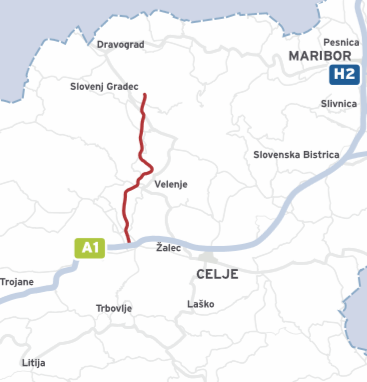 Dravograd
Pesnica
MARIBOR
H2
Slovenj Gradec
Slivnica
Slovenska Bistrica
Velenje
A1
Žalec
CELJE
Trojane
Trbovlje
Laško
Litija